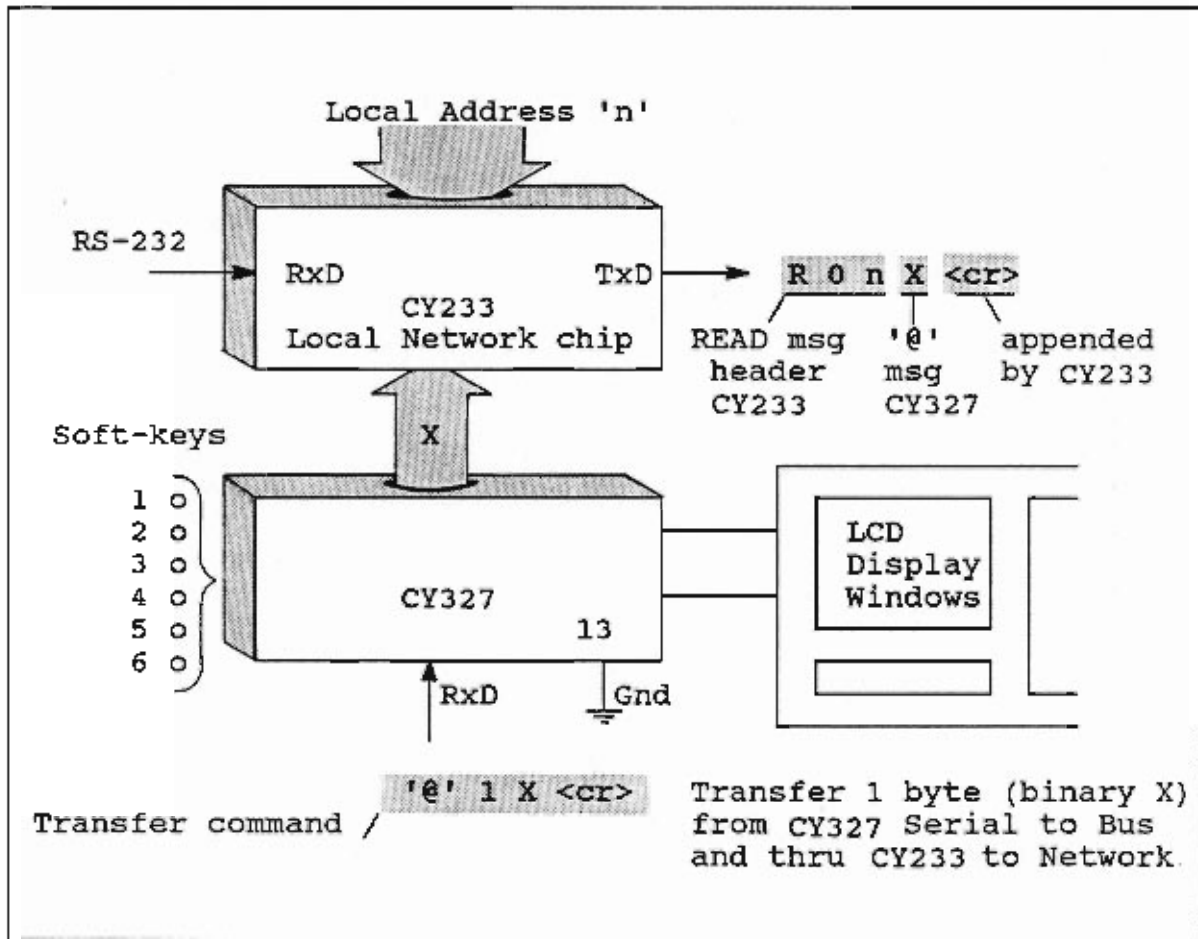 Local Address 'n'
RS-232
RxD
TxD
CY233
Local Network chip
R 0 n X <cr>
READ msg
header
CY233
'@'
msg
CY327
appended
by CY233
X
Soft-keys
1
2
3
4
5
6
CY327
13
RxD
Gnd
LCD
Display
Windows
'@' 1 X <cr>
Transfer command
Transfer 1 byte (binary X)
from CY327 Serial to Bus
and thru CY233 to Network.